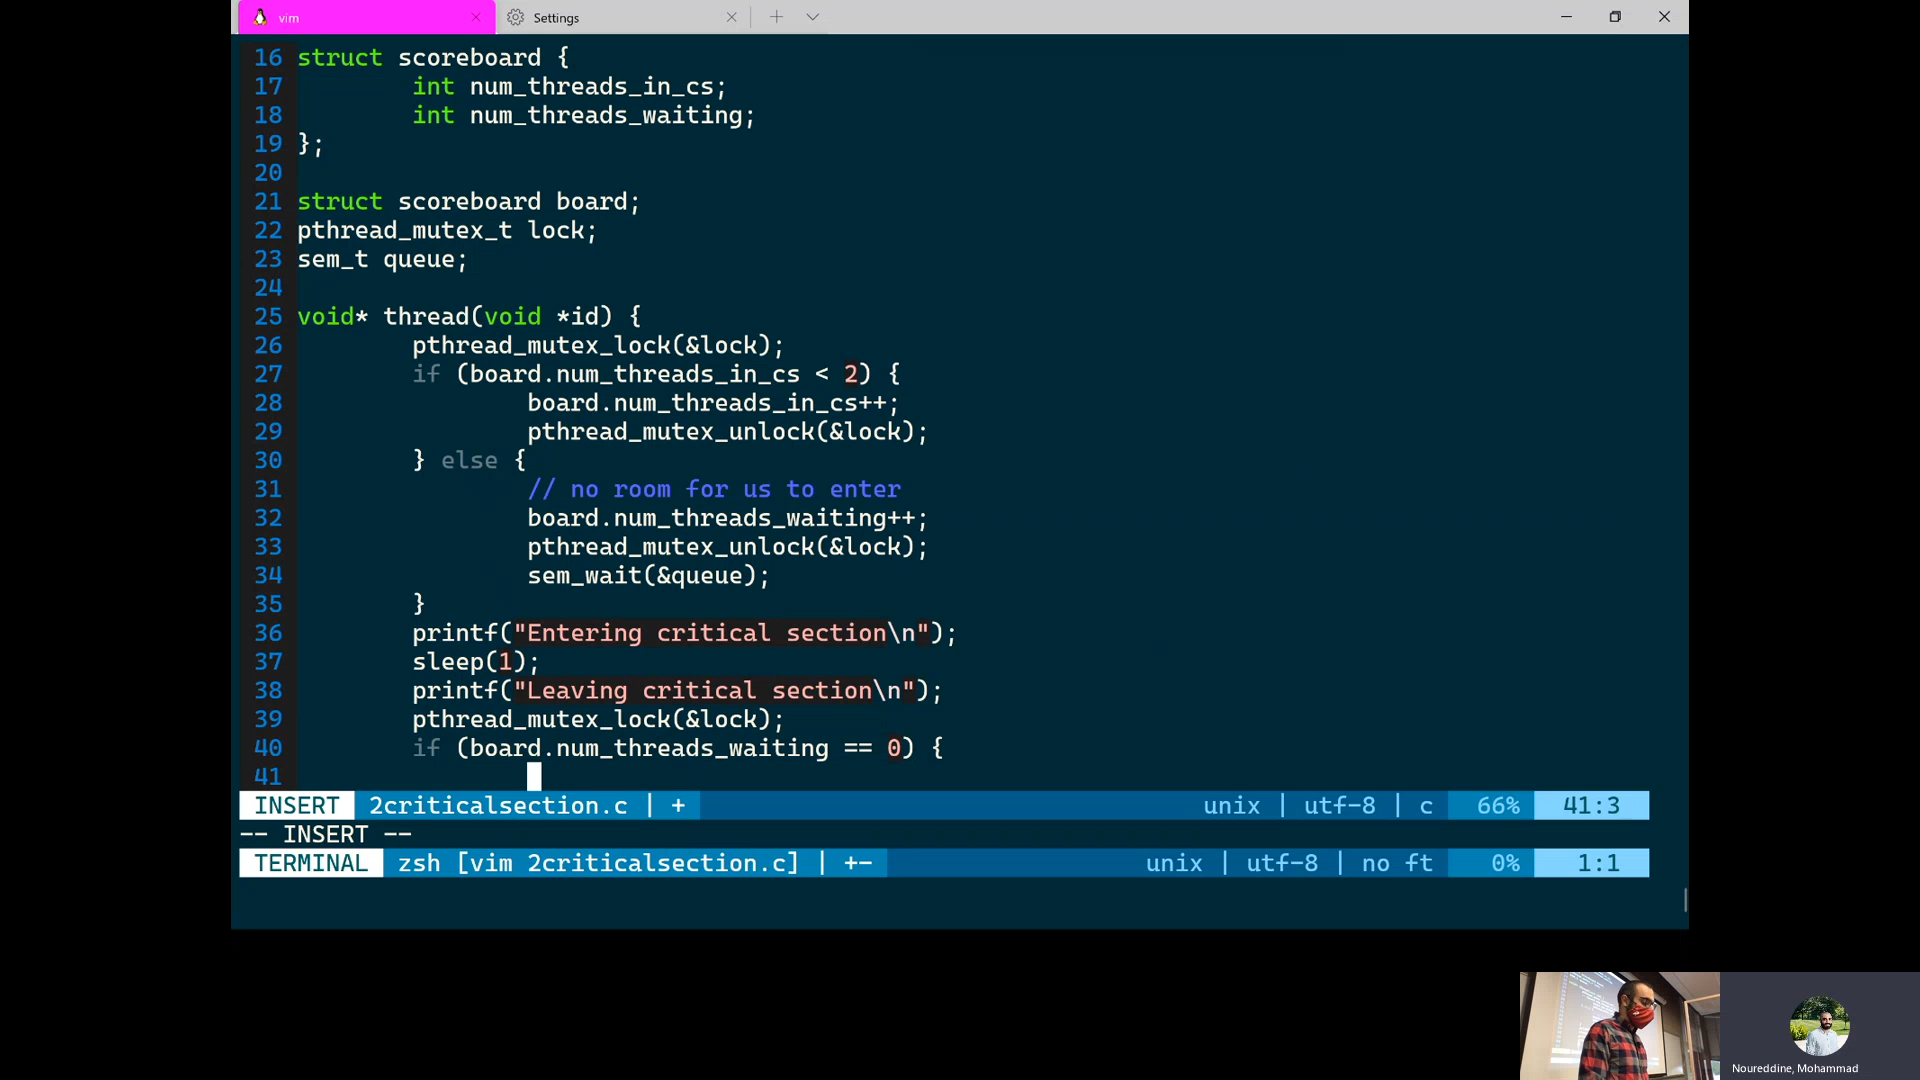 vim
Settings
16 struct scoreboard {
17 int num_threads_in_cs;
18 int num_threads_waiting;
19 };
20
21 struct scoreboard board;
22 pthread_mutex_t lock;
23 sem_t queue;
24
25 void* thread(void *id) {
26 pthread_mutex_lock(&lock);
27 if (board.num_threads_in_cs < 2) {
28 board.num_threads_in_cs++;
29 pthread_mutex_unlock(&lock);
30 } else {
31 // no room for us to enter
32 board.num_threads_waiting++;
33 pthread_mutex_unlock(&lock);
34 sem_wait(&queue);
35 }
36 printf("Entering critical section\n");
37 sleep(1);
38 printf("Leaving critical section\n");
39 pthread_mutex_lock(&lock);
40 if (board.num_threads_waiting == 0) {
41
INSERT 2criticalsection.c | + unix | utf-8 | c 66% 41:3
-- INSERT --
TERMINAL zsh [vim 2criticalsection.c] | +- unix | utf-8 | no ft 0% 1:1
Noureddine, Mohammad